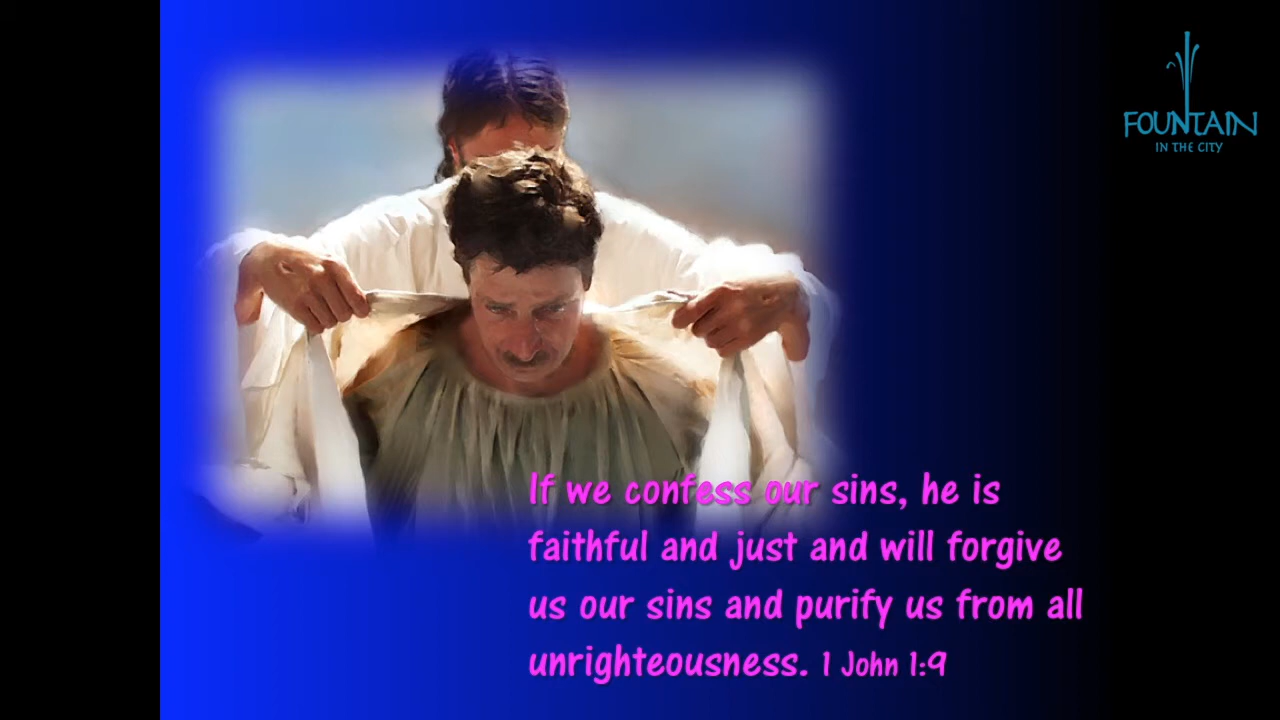 FOUNTAIN
IN THE CITY
If we confess our sins, he is
faithful and just and will forgive
us our sins and purify us from all
unrighteousness. 1 John 1:9